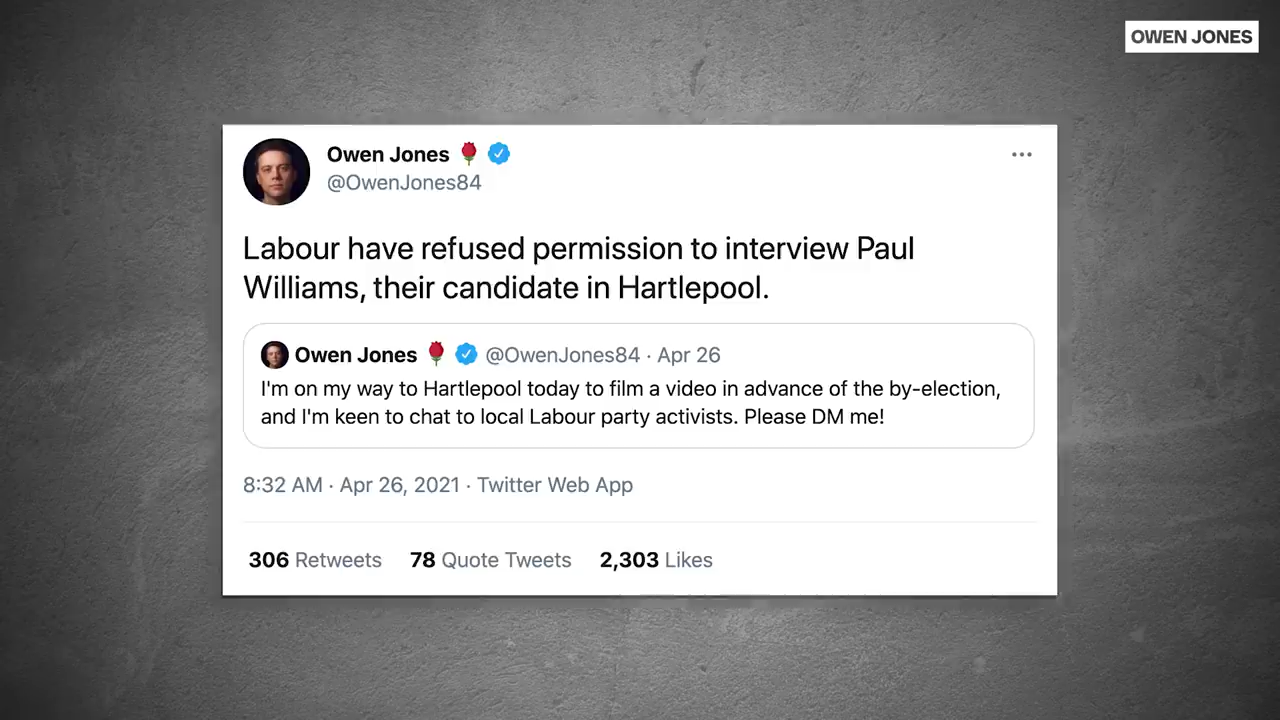 OWEN JONES
Owen Jones
@OwenJones84
Labour have refused permission to interview Paul
Williams, their candidate in Hartlepool.
Owen Jones @OwenJones84 · Apr 26
I'm on my way to Hartlepool today to film a video in advance of the by-election,
and I'm keen to chat to local Labour party activists. Please DM me!
8:32 AM · Apr 26, 2021 · Twitter Web App
306 Retweets 78 Quote Tweets 2,303 Likes